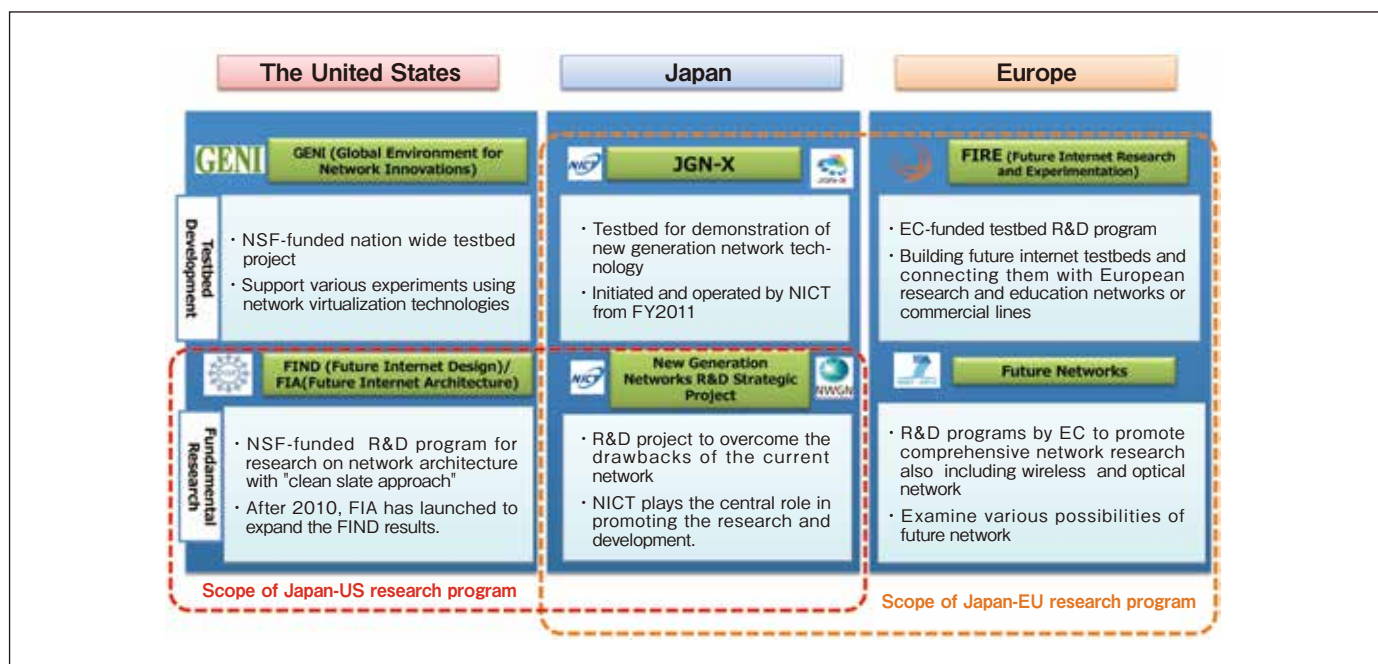 The United States
Japan
Europe
GENI
GENI (Global Environment for
Network Innovations)
NICT
JGN-X
JGN-X
FIRE (Future Internet Research
and Experimentation)
Testbed
Development
・NSF-funded nation wide testbed
project
・Support various experiments using
network virtualization technologies
・Testbed for demonstration of
new generation network tech-
nology
・Initiated and operated by NICT
from FY2011
・EC-funded testbed R&D program
・Building future internet testbeds and
connecting them with European
research and education networks or
commercial lines
FIND (Future Internet Design)/
FIA(Future Internet Architecture)
NICT
New Generation
Networks R&D Strategic
Project
NWGN
Future Networks
Fundamental
Research
・NSF-funded R&D program for
research on network architecture
with "clean slate approach"
・After 2010, FIA has launched to
expand the FIND results.
・R&D project to overcome the
drawbacks of the current
network
・NICT plays the central role in
promoting the research and
development.
・R&D programs by EC to promote
comprehensive network research
also including wireless and optical
network
・Examine various possibilities of
future network
Scope of Japan-US research program
Scope of Japan-EU research program